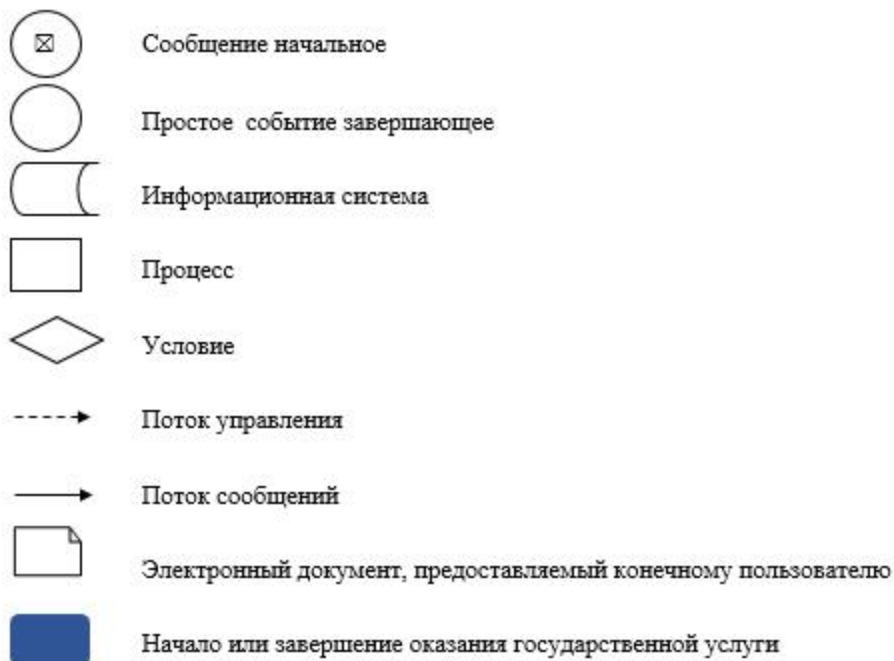 Сообщение начальное
Простое событие завершающее
Информационная система
Процесс
Условие
Поток управления
Поток сообщений
Электронный документ, предоставляемый конечному пользователю
Начало или завершение оказания государственной услуги